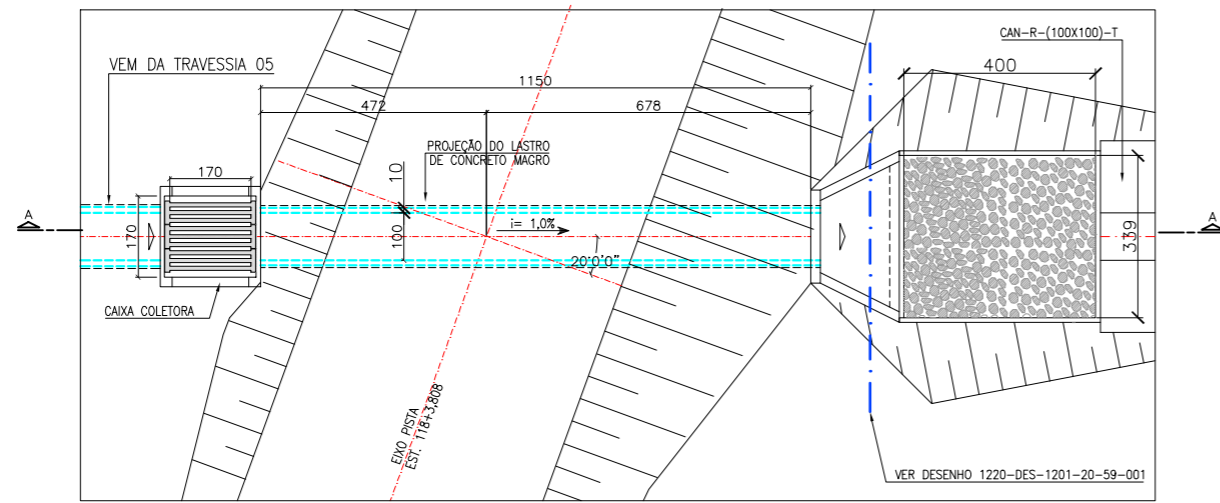 CAN-R-(100X100)-T
VEM DA TRAVESSIA 05
400
1150
472
678
PROJEÇÃO DO LASTRO
DE CONCRETO MAGRO
170
10
A
170
100
i= 1,0%
20°0'0"
339
A
CAIXA COLETORA
EIXO PISTA
EST. 118+3,808
VER DESENHO 1220-DES-1201-20-59-001